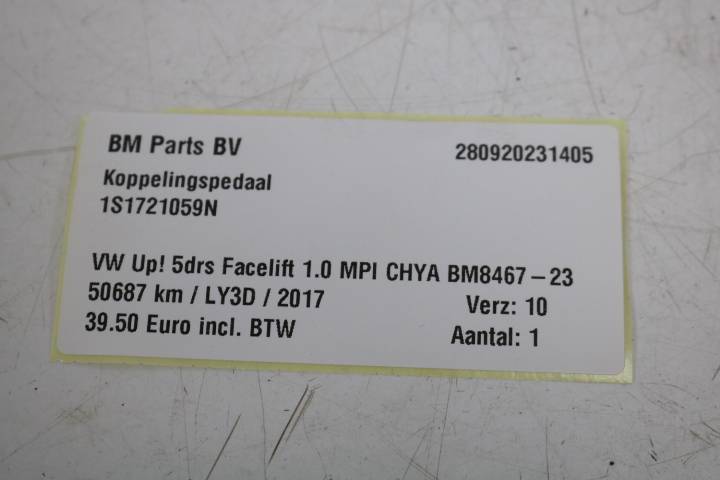 BM Parts BV 280920231405
Koppelingspedaal
1S1721059N
VW Up! 5drs Facelift 1.0 MPI CHYA BM8467-23
50687 km / LY3D / 2017 Verz: 10
39.50 Euro incl. BTW Aantal: 1